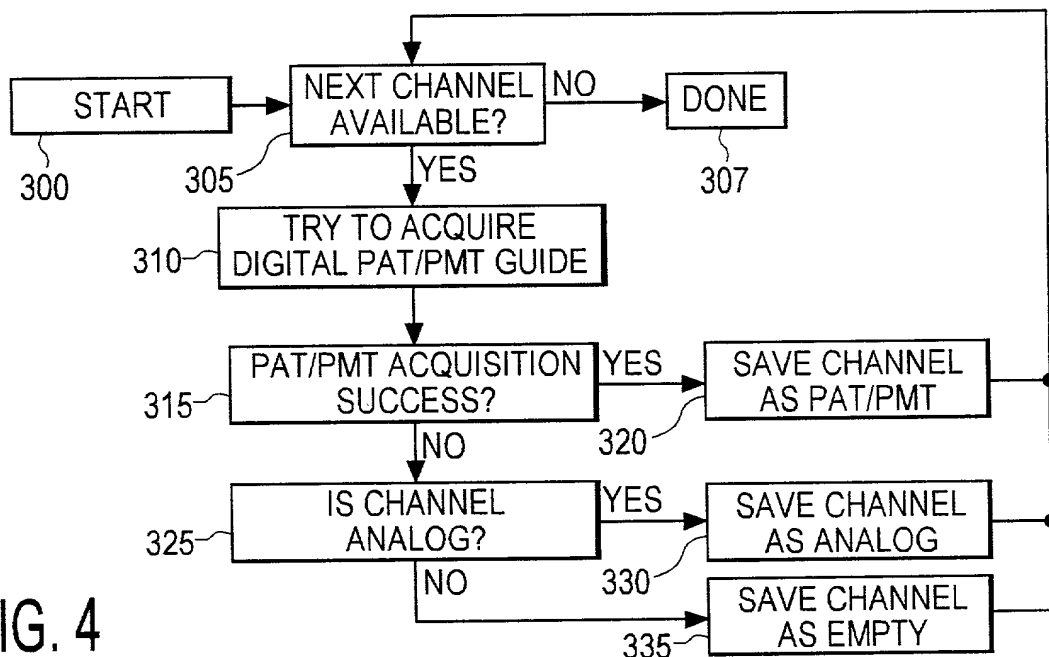 START
300
NEXT CHANNEL
AVAILABLE?
305
NO
DONE
307
YES
TRY TO ACQUIRE
DIGITAL PAT/PMT GUIDE
310
PAT/PMT ACQUISITION
SUCCESS?
315
YES
SAVE CHANNEL
AS PAT/PMT
320
NO
IS CHANNEL
ANALOG?
325
YES
SAVE CHANNEL
AS ANALOG
330
NO
SAVE CHANNEL
AS EMPTY
335
IG. 4